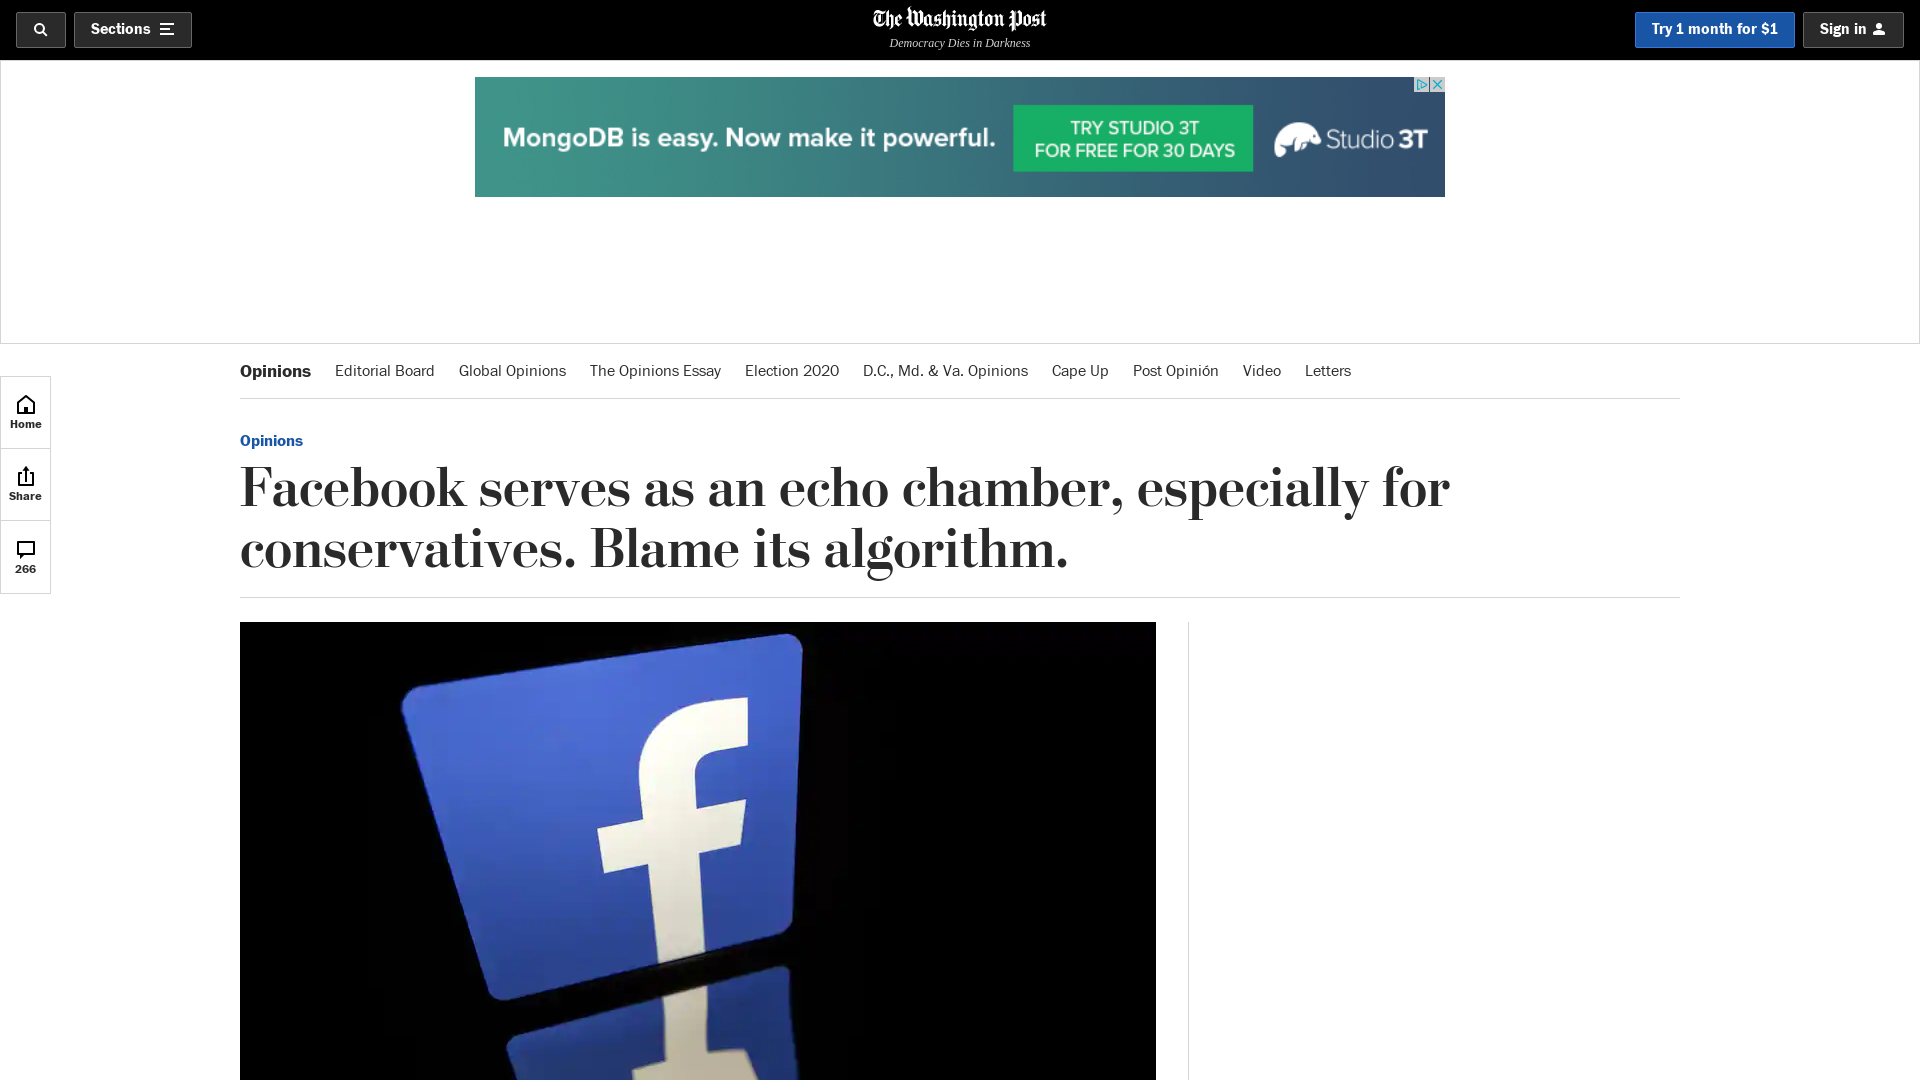 Sections
The Washington Post
Democracy Dies in Darkness
Try 1 month for $1
Sign in
MongoDB is easy. Now make it powerful.
TRY STUDIO 3T
FOR FREE FOR 30 DAYS
Studio 3T
Opinions
Editorial Board
Global Opinions
The Opinions Essay
Election 2020
D.C., Md. & Va. Opinions
Cape Up
Post Opinión
Video
Letters
Home
Share
266
Opinions
Facebook serves as an echo chamber, especially for
conservatives. Blame its algorithm.
f